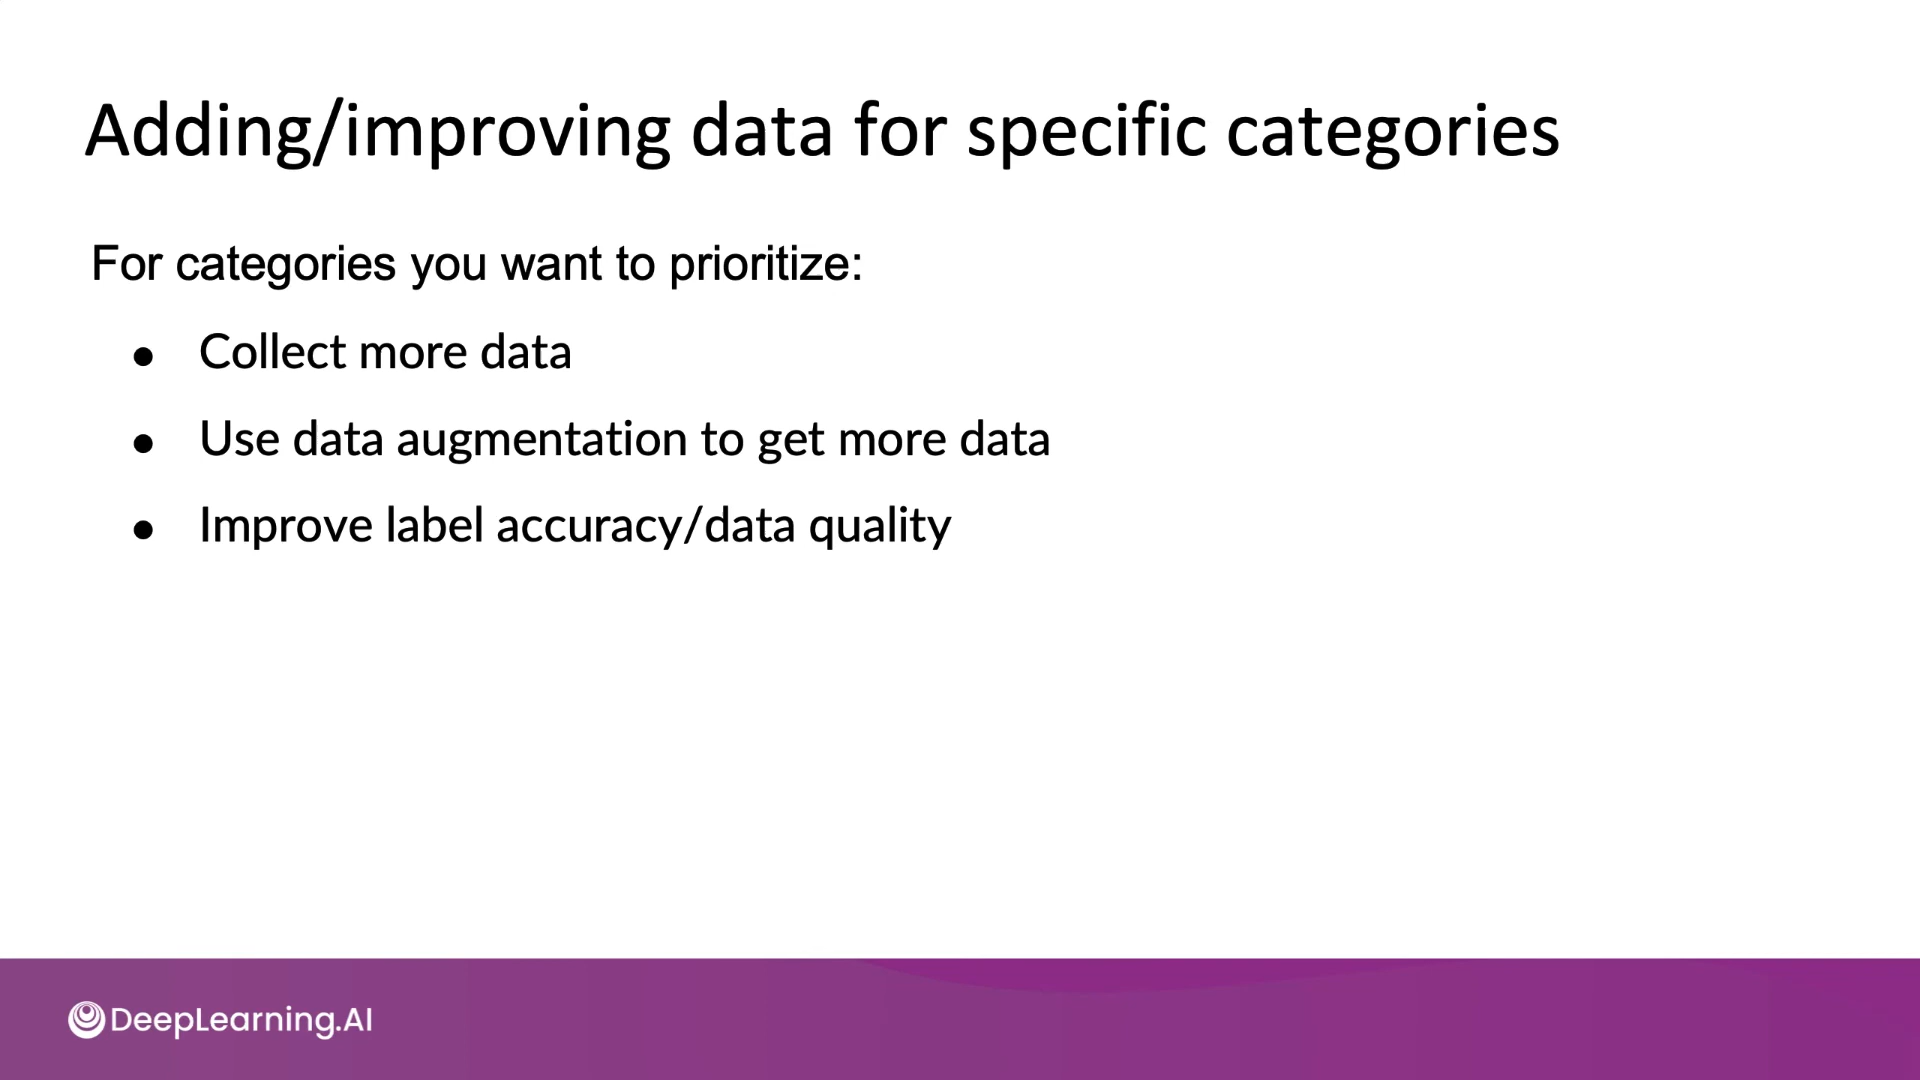 Adding/improving data for specific categories
For categories you want to prioritize:
● Collect more data
● Use data augmentation to get more data
● Improve label accuracy/data quality
DeepLearning.AI